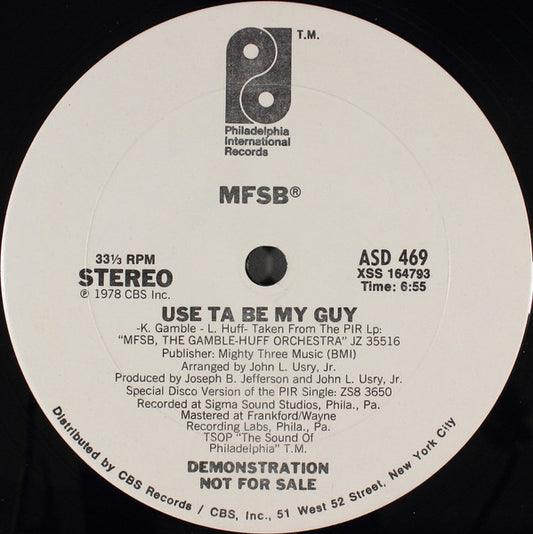 T.M.
Philadelphia
International
Records
MFSB®
33⅓ RPM
STEREO
℗ 1978 CBS Inc.
ASD 469
XSS 164793
Time: 6:55
USE TA BE MY GUY
-K. Gamble - L. Huff- Taken From The PIR Lp:
"MFSB, THE GAMBLE-HUFF ORCHESTRA" JZ 35516
Publisher: Mighty Three Music (BMI)
Arranged by John L. Usry, Jr.
Produced by Joseph B. Jefferson and John L. Usry, Jr.
Special Disco Version of the PIR Single: ZS8 3650
Recorded at Sigma Sound Studios, Phila., Pa.
Mastered at Frankford/Wayne
Recording Labs, Phila., Pa.
TSOP "The Sound Of
Philadelphia" T.M.
DEMONSTRATION
NOT FOR SALE
Distributed by CBS Records / CBS, Inc., 51 West 52 Street, New York City